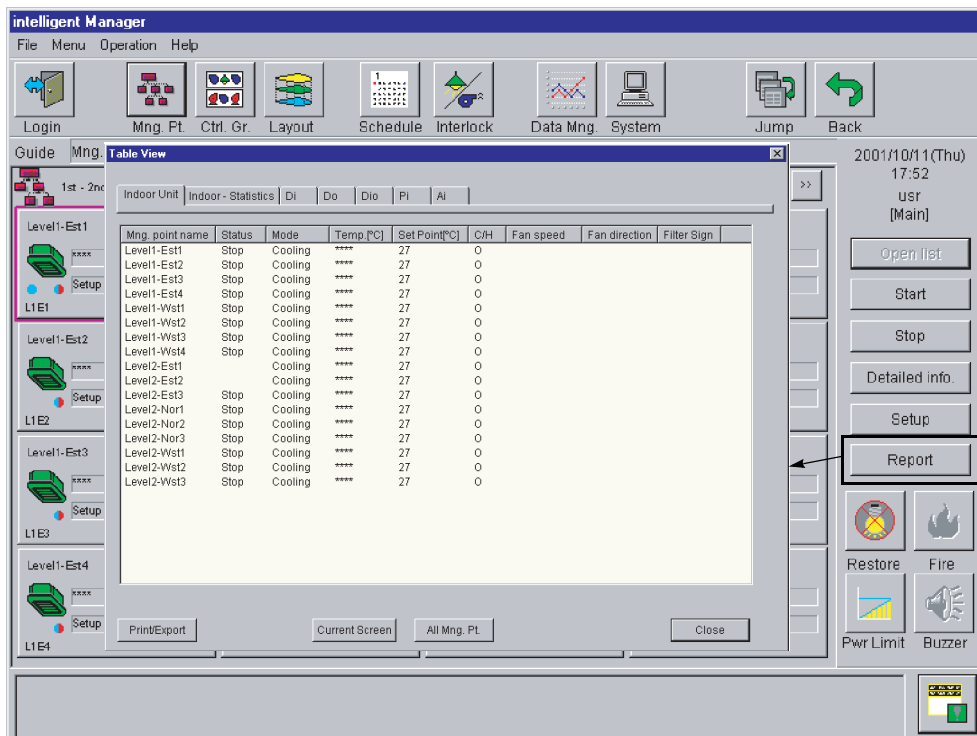 intelligent Manager
File Menu Operation Help
Login Mng. Pt. Ctrl. Gr. Layout Schedule Interlock Data Mng. System Jump Back
Guide Mng.
1st - 2nd
>>
2001/10/11(Thu)
17:52
usr
[Main]
Open list
Start
Stop
Detailed info.
Setup
Report
Restore Fire
Pwr Limit Buzzer
Level1-Est1
****
Setup
L1E1
Level1-Est2
****
Setup
L1E2
Level1-Est3
****
Setup
L1E3
Level1-Est4
****
Setup
L1E4
Table View
Indoor Unit Indoor - Statistics Di Do Dio Pi Ai
Mng. point name Status Mode Temp.[°C] Set Point[°C] C/H Fan speed Fan direction Filter Sign
Level1-Est1 Stop Cooling **** 27 O
Level1-Est2 Stop Cooling **** 27 O
Level1-Est3 Stop Cooling **** 27 O
Level1-Est4 Stop Cooling **** 27 O
Level1-Wst1 Stop Cooling **** 27 O
Level1-Wst2 Stop Cooling **** 27 O
Level1-Wst3 Stop Cooling **** 27 O
Level1-Wst4 Stop Cooling **** 27 O
Level2-Est1 Cooling **** 27 O
Level2-Est2 Cooling **** 27 O
Level2-Est3 Stop Cooling **** 27 O
Level2-Nor1 Stop Cooling **** 27 O
Level2-Nor2 Stop Cooling **** 27 O
Level2-Nor3 Stop Cooling **** 27 O
Level2-Wst1 Stop Cooling **** 27 O
Level2-Wst2 Stop Cooling **** 27 O
Level2-Wst3 Stop Cooling **** 27 O
Print/Export Current Screen All Mng. Pt. Close